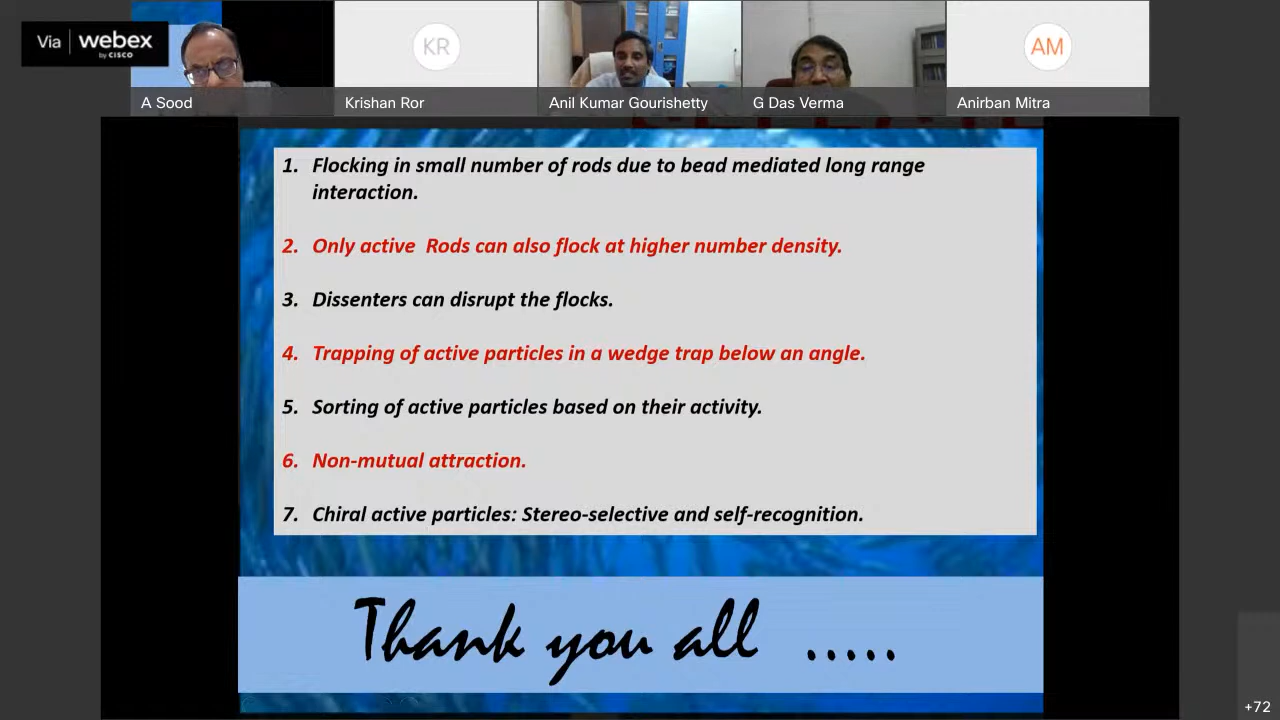 Via webex
by CISCO
KR
AM
A Sood
Krishan Ror
Anil Kumar Gourishetty
G Das Verma
Anirban Mitra
1. Flocking in small number of rods due to bead mediated long range
interaction.
2. Only active Rods can also flock at higher number density.
3. Dissenters can disrupt the flocks.
4. Trapping of active particles in a wedge trap below an angle.
5. Sorting of active particles based on their activity.
6. Non-mutual attraction.
7. Chiral active particles: Stereo-selective and self-recognition.
Thank you all .....
+72